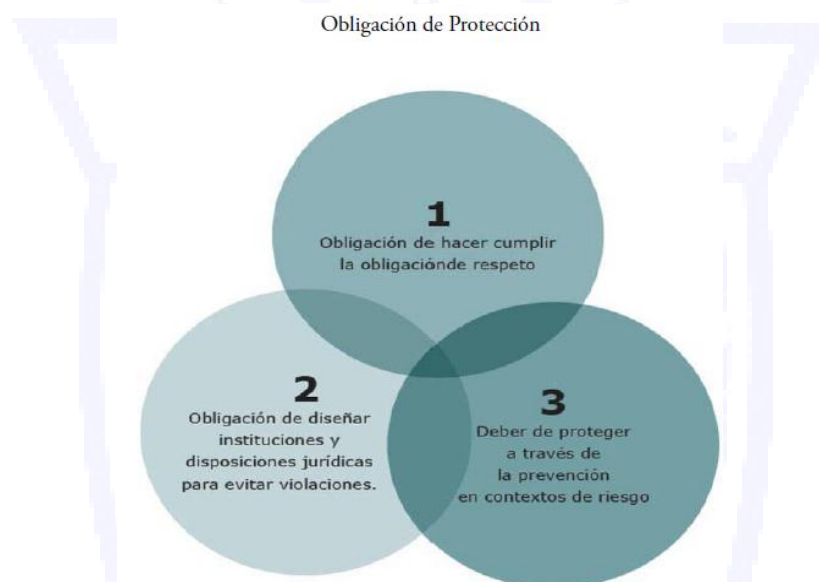 Obligación de Protección
1
Obligación de hacer cumplir
la obligaciónde respeto
2
Obligación de diseñar
instituciones y
disposiciones jurídicas
para evitar violaciones.
3
Deber de proteger
a través de
la prevención
en contextos de riesgo